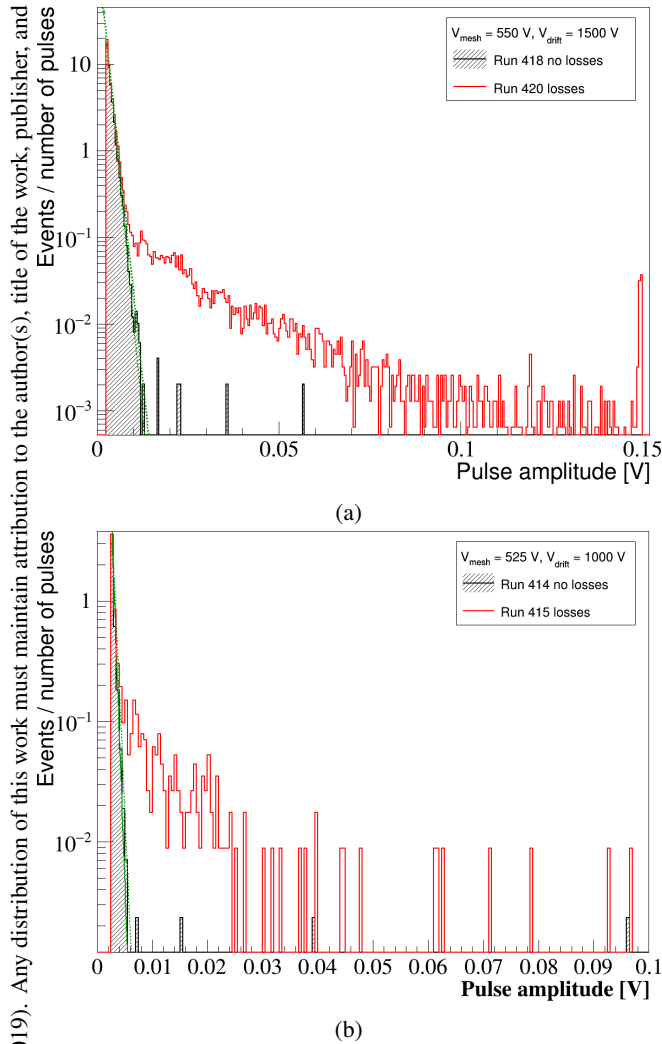 019). Any distribution of this work must maintain attribution to the author(s), title of the work, publisher, and
Events / number of pulses
10
1
10−1
10−2
10−3
V_mesh = 550 V, V_drift = 1500 V
Run 418 no losses
Run 420 losses
0 0.05 0.1 0.15
Pulse amplitude [V]
(a)
Events / number of pulses
1
10−1
10−2
V_mesh = 525 V, V_drift = 1000 V
Run 414 no losses
Run 415 losses
0 0.01 0.02 0.03 0.04 0.05 0.06 0.07 0.08 0.09 0.1
Pulse amplitude [V]
(b)